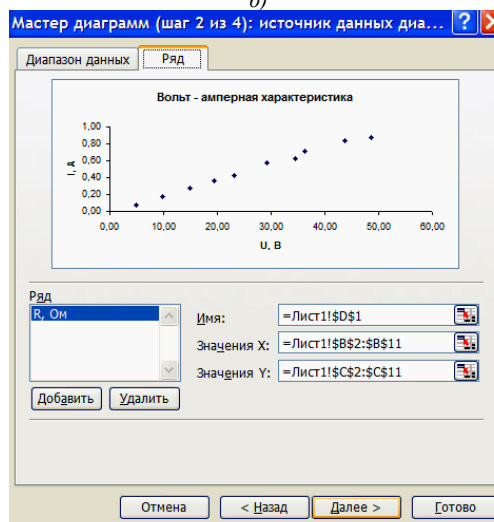 б)
Мастер диаграмм (шаг 2 из 4): источник данных диа...
Диапазон данных Ряд
Вольт - амперная характеристика
I, А
1,00
0,80
0,60
0,40
0,20
0,00
0,00 10,00 20,00 30,00 40,00 50,00 60,00
U, В
Ряд
R, Ом
Имя: =Лист1!$D$1
Значения X: =Лист1!$B$2:$B$11
Значения Y: =Лист1!$C$2:$C$11
Добавить Удалить
Отмена < Назад Далее > Готово